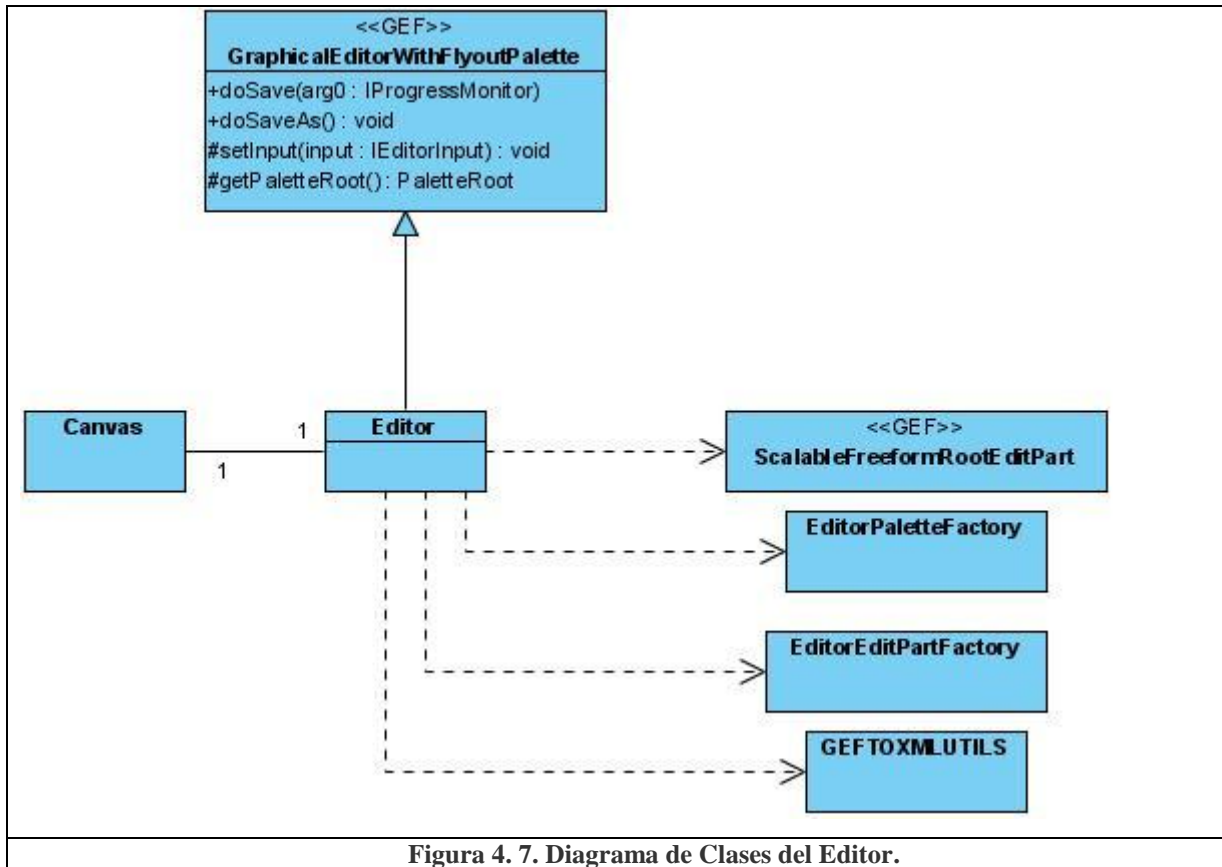 <<GEF>>
GraphicalEditorWithFlyoutPalette
+doSave(arg0 : IProgressMonitor)
+doSaveAs() : void
#setInput(input : IEditorInput) : void
#getPaletteRoot() : PaletteRoot
Canvas
1
1
Editor
<<GEF>>
ScalableFreeformRootEditPart
EditorPaletteFactory
EditorEditPartFactory
GEFTOXMLUTILS
Figura 4. 7. Diagrama de Clases del Editor.